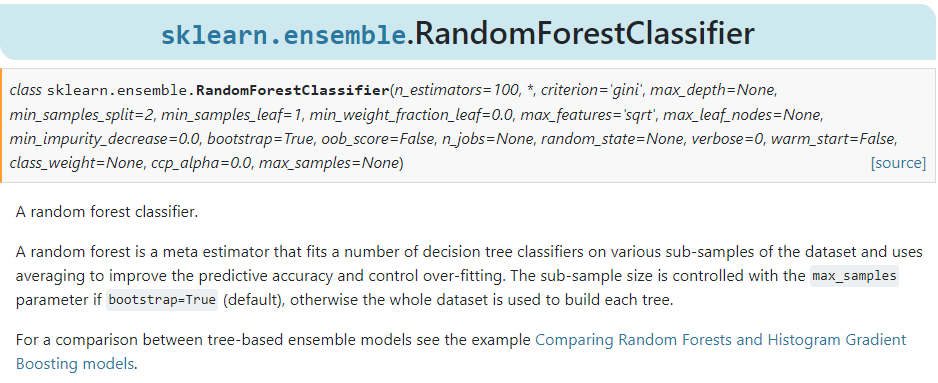 sklearn.ensemble.RandomForestClassifier
class sklearn.ensemble.RandomForestClassifier(n_estimators=100, *, criterion='gini', max_depth=None,
min_samples_split=2, min_samples_leaf=1, min_weight_fraction_leaf=0.0, max_features='sqrt', max_leaf_nodes=None,
min_impurity_decrease=0.0, bootstrap=True, oob_score=False, n_jobs=None, random_state=None, verbose=0, warm_start=False,
class_weight=None, ccp_alpha=0.0, max_samples=None) [source]
A random forest classifier.
A random forest is a meta estimator that fits a number of decision tree classifiers on various sub-samples of the dataset and uses
averaging to improve the predictive accuracy and control over-fitting. The sub-sample size is controlled with the max_samples
parameter if bootstrap=True (default), otherwise the whole dataset is used to build each tree.
For a comparison between tree-based ensemble models see the example Comparing Random Forests and Histogram Gradient
Boosting models.